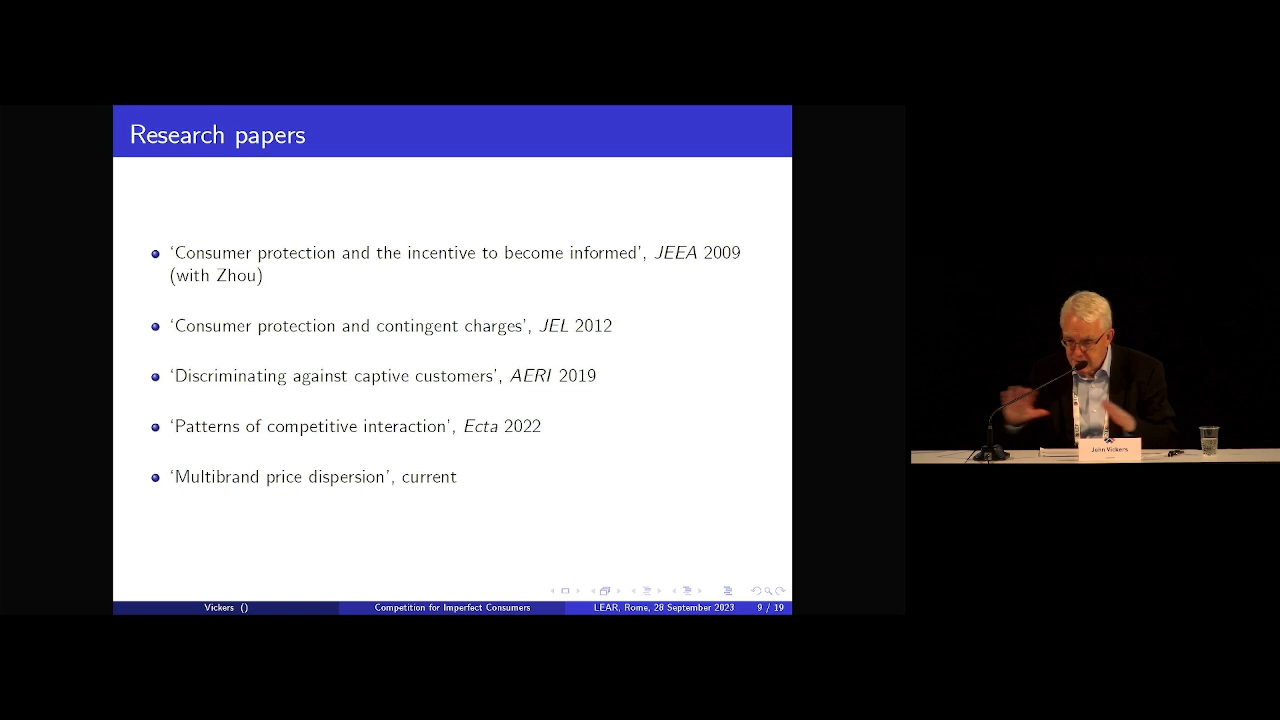 Research papers
‘Consumer protection and the incentive to become informed’, JEEA 2009
(with Zhou)
‘Consumer protection and contingent charges’, JEL 2012
‘Discriminating against captive customers’, AERI 2019
‘Patterns of competitive interaction’, Ecta 2022
‘Multibrand price dispersion’, current
Vickers () Competition for Imperfect Consumers LEAR, Rome, 28 September 2023 9 / 19
John Vickers